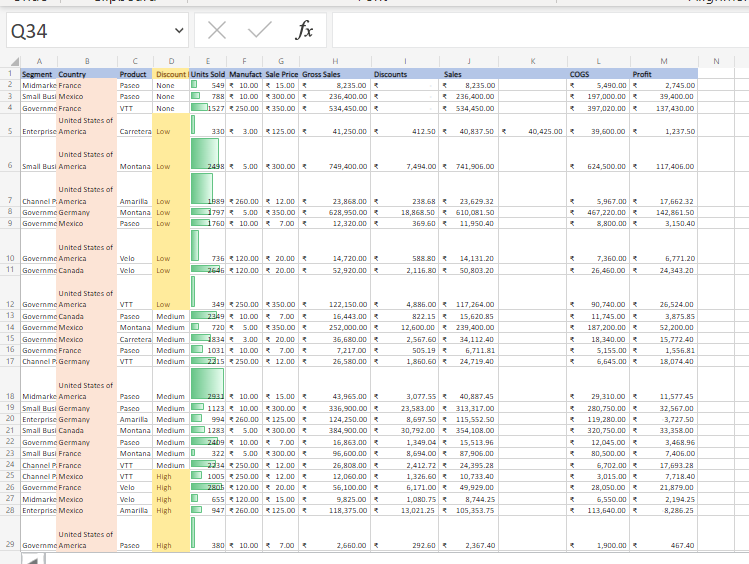 Q34 fx
A B C D E F G H I J K L M N
1 Segment Country Product Discount Units Sold Manufact Sale Price Gross Sales Discounts Sales COGS Profit
2 Midmarke France Paseo None 549 ₹ 10.00 ₹ 15.00 ₹ 8,235.00 ₹ - ₹ 8,235.00 ₹ 5,490.00 ₹ 2,745.00
3 Small Busi Mexico Paseo None 788 ₹ 10.00 ₹ 300.00 ₹ 236,400.00 ₹ - ₹ 236,400.00 ₹ 197,000.00 ₹ 39,400.00
4 Governme France VTT None 1527 ₹ 250.00 ₹ 350.00 ₹ 534,450.00 ₹ - ₹ 534,450.00 ₹ 397,020.00 ₹ 137,430.00
United States of
5 Enterprise America Carretera Low 330 ₹ 3.00 ₹ 125.00 ₹ 41,250.00 ₹ 412.50 ₹ 40,837.50 ₹ 40,425.00 ₹ 39,600.00 ₹ 1,237.50
United States of
6 Small Busi America Montana Low 2498 ₹ 5.00 ₹ 300.00 ₹ 749,400.00 ₹ 7,494.00 ₹ 741,906.00 ₹ 624,500.00 ₹ 117,406.00
United States of
7 Channel Pa America Amarilla Low 1989 ₹ 260.00 ₹ 12.00 ₹ 23,868.00 ₹ 238.68 ₹ 23,629.32 ₹ 5,967.00 ₹ 17,662.32
8 Governme Germany Montana Low 1797 ₹ 5.00 ₹ 350.00 ₹ 628,950.00 ₹ 18,868.50 ₹ 610,081.50 ₹ 467,220.00 ₹ 142,861.50
9 Governme Mexico Paseo Low 1760 ₹ 10.00 ₹ 7.00 ₹ 12,320.00 ₹ 369.60 ₹ 11,950.40 ₹ 8,800.00 ₹ 3,150.40
United States of
10 Governme America Velo Low 736 ₹ 120.00 ₹ 20.00 ₹ 14,720.00 ₹ 588.80 ₹ 14,131.20 ₹ 7,360.00 ₹ 6,771.20
11 Governme Canada Velo Low 2646 ₹ 120.00 ₹ 20.00 ₹ 52,920.00 ₹ 2,116.80 ₹ 50,803.20 ₹ 26,460.00 ₹ 24,343.20
United States of
12 Governme America VTT Low 349 ₹ 250.00 ₹ 350.00 ₹ 122,150.00 ₹ 4,886.00 ₹ 117,264.00 ₹ 90,740.00 ₹ 26,524.00
13 Governme Canada Paseo Medium 2349 ₹ 10.00 ₹ 7.00 ₹ 16,443.00 ₹ 822.15 ₹ 15,620.85 ₹ 11,745.00 ₹ 3,875.85
14 Governme Mexico Montana Medium 720 ₹ 5.00 ₹ 350.00 ₹ 252,000.00 ₹ 12,600.00 ₹ 239,400.00 ₹ 187,200.00 ₹ 52,200.00
15 Governme Mexico Carretera Medium 1834 ₹ 3.00 ₹ 20.00 ₹ 36,680.00 ₹ 2,567.60 ₹ 34,112.40 ₹ 18,340.00 ₹ 15,772.40
16 Governme France Paseo Medium 1031 ₹ 10.00 ₹ 7.00 ₹ 7,217.00 ₹ 505.19 ₹ 6,711.81 ₹ 5,155.00 ₹ 1,556.81
17 Channel Pa Germany VTT Medium 2215 ₹ 250.00 ₹ 12.00 ₹ 26,580.00 ₹ 1,860.60 ₹ 24,719.40 ₹ 6,645.00 ₹ 18,074.40
United States of
18 Midmarke America Paseo Medium 2931 ₹ 10.00 ₹ 15.00 ₹ 43,965.00 ₹ 3,077.55 ₹ 40,887.45 ₹ 29,310.00 ₹ 11,577.45
19 Small Busi Germany Paseo Medium 1123 ₹ 10.00 ₹ 300.00 ₹ 336,900.00 ₹ 23,583.00 ₹ 313,317.00 ₹ 280,750.00 ₹ 32,567.00
20 Enterprise Germany Amarilla Medium 994 ₹ 260.00 ₹ 125.00 ₹ 124,250.00 ₹ 8,697.50 ₹ 115,552.50 ₹ 119,280.00 ₹ -3,727.50
21 Small Busi Canada Montana Medium 1283 ₹ 5.00 ₹ 300.00 ₹ 384,900.00 ₹ 30,792.00 ₹ 354,108.00 ₹ 320,750.00 ₹ 33,358.00
22 Governme Germany Paseo Medium 2409 ₹ 10.00 ₹ 7.00 ₹ 16,863.00 ₹ 1,349.04 ₹ 15,513.96 ₹ 12,045.00 ₹ 3,468.96
23 Small Busi France Montana Medium 322 ₹ 5.00 ₹ 300.00 ₹ 96,600.00 ₹ 8,694.00 ₹ 87,906.00 ₹ 80,500.00 ₹ 7,406.00
24 Channel Pa France VTT Medium 2234 ₹ 250.00 ₹ 12.00 ₹ 26,808.00 ₹ 2,412.72 ₹ 24,395.28 ₹ 6,702.00 ₹ 17,693.28
25 Channel Pa Mexico VTT High 1005 ₹ 250.00 ₹ 12.00 ₹ 12,060.00 ₹ 1,326.60 ₹ 10,733.40 ₹ 3,015.00 ₹ 7,718.40
26 Governme France Velo High 2805 ₹ 120.00 ₹ 20.00 ₹ 56,100.00 ₹ 6,171.00 ₹ 49,929.00 ₹ 28,050.00 ₹ 21,879.00
27 Midmarke Mexico Velo High 655 ₹ 120.00 ₹ 15.00 ₹ 9,825.00 ₹ 1,080.75 ₹ 8,744.25 ₹ 6,550.00 ₹ 2,194.25
28 Enterprise Mexico Amarilla High 947 ₹ 260.00 ₹ 125.00 ₹ 118,375.00 ₹ 13,021.25 ₹ 105,353.75 ₹ 113,640.00 ₹ -8,286.25
United States of
29 Governme America Paseo High 380 ₹ 10.00 ₹ 7.00 ₹ 2,660.00 ₹ 292.60 ₹ 2,367.40 ₹ 1,900.00 ₹ 467.40